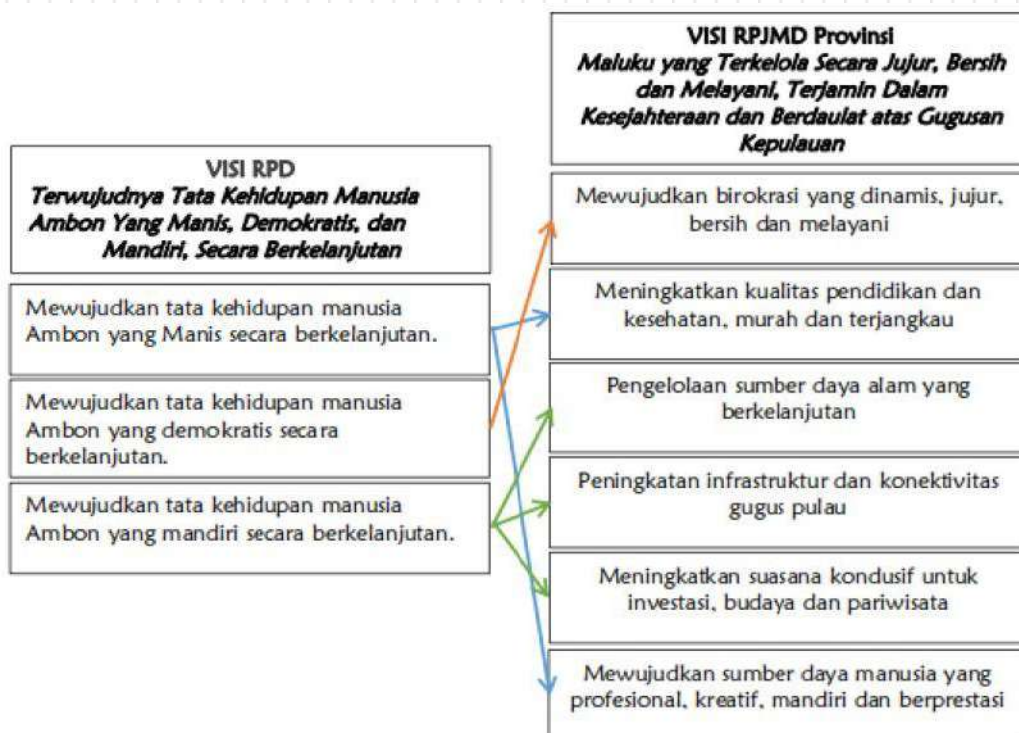 VISI RPD
Terwujudnya Tata Kehidupan Manusia
Ambon Yang Manis, Demokratis, dan
Mandiri, Secara Berkelanjutan
Mewujudkan tata kehidupan manusia
Ambon yang Manis secara berkelanjutan.
Mewujudkan tata kehidupan manusia
Ambon yang demokratis secara
berkelanjutan.
Mewujudkan tata kehidupan manusia
Ambon yang mandiri secara berkelanjutan.
VISI RPJMD Provinsi
Maluku yang Terkelola Secara Jujur, Bersih
dan Melayani, Terjamin Dalam
Kesejahteraan dan Berdaulat atas Gugusan
Kepulauan
Mewujudkan birokrasi yang dinamis, jujur,
bersih dan melayani
Meningkatkan kualitas pendidikan dan
kesehatan, murah dan terjangkau
Pengelolaan sumber daya alam yang
berkelanjutan
Peningkatan infrastruktur dan konektivitas
gugus pulau
Meningkatkan suasana kondusif untuk
investasi, budaya dan pariwisata
Mewujudkan sumber daya manusia yang
profesional, kreatif, mandiri dan berprestasi